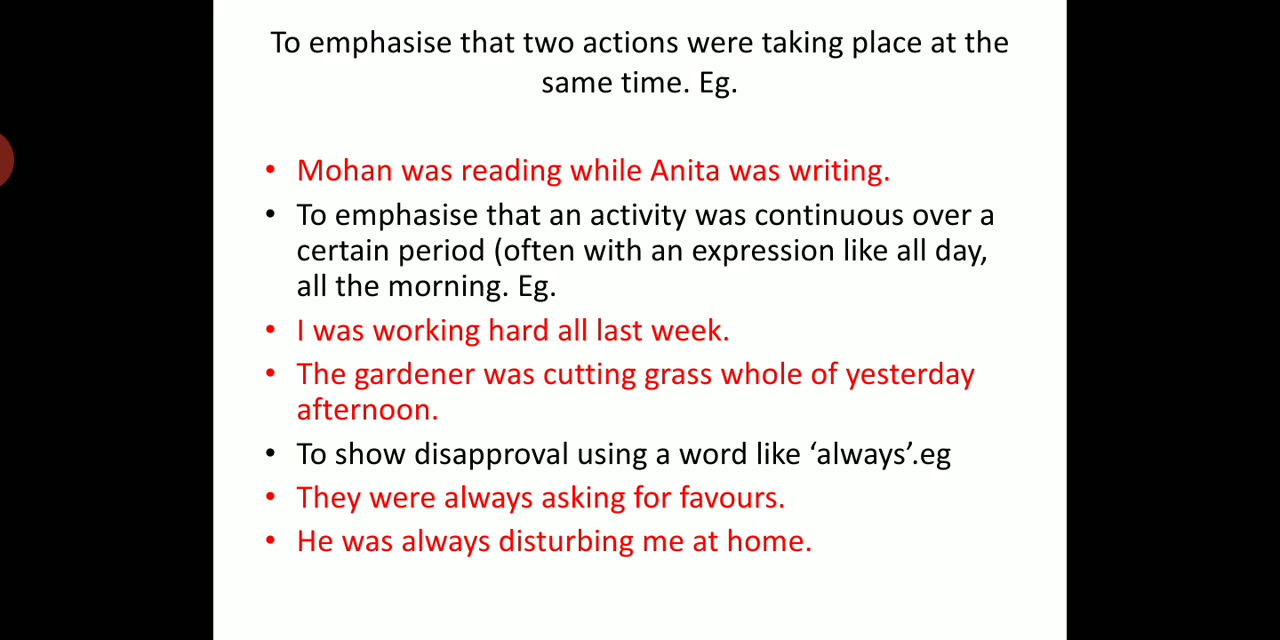 To emphasise that two actions were taking place at the
same time. Eg.
• Mohan was reading while Anita was writing.
• To emphasise that an activity was continuous over a
certain period (often with an expression like all day,
all the morning. Eg.
• I was working hard all last week.
• The gardener was cutting grass whole of yesterday
afternoon.
• To show disapproval using a word like ‘always’.eg
• They were always asking for favours.
• He was always disturbing me at home.